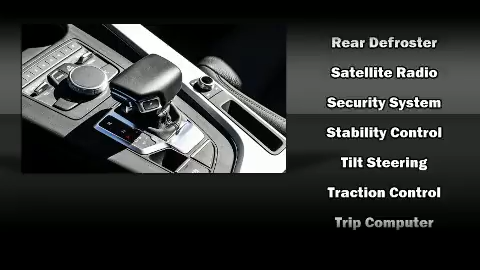 Rear Defroster
Satellite Radio
Security System
Stability Control
Tilt Steering
Traction Control
Trip Computer